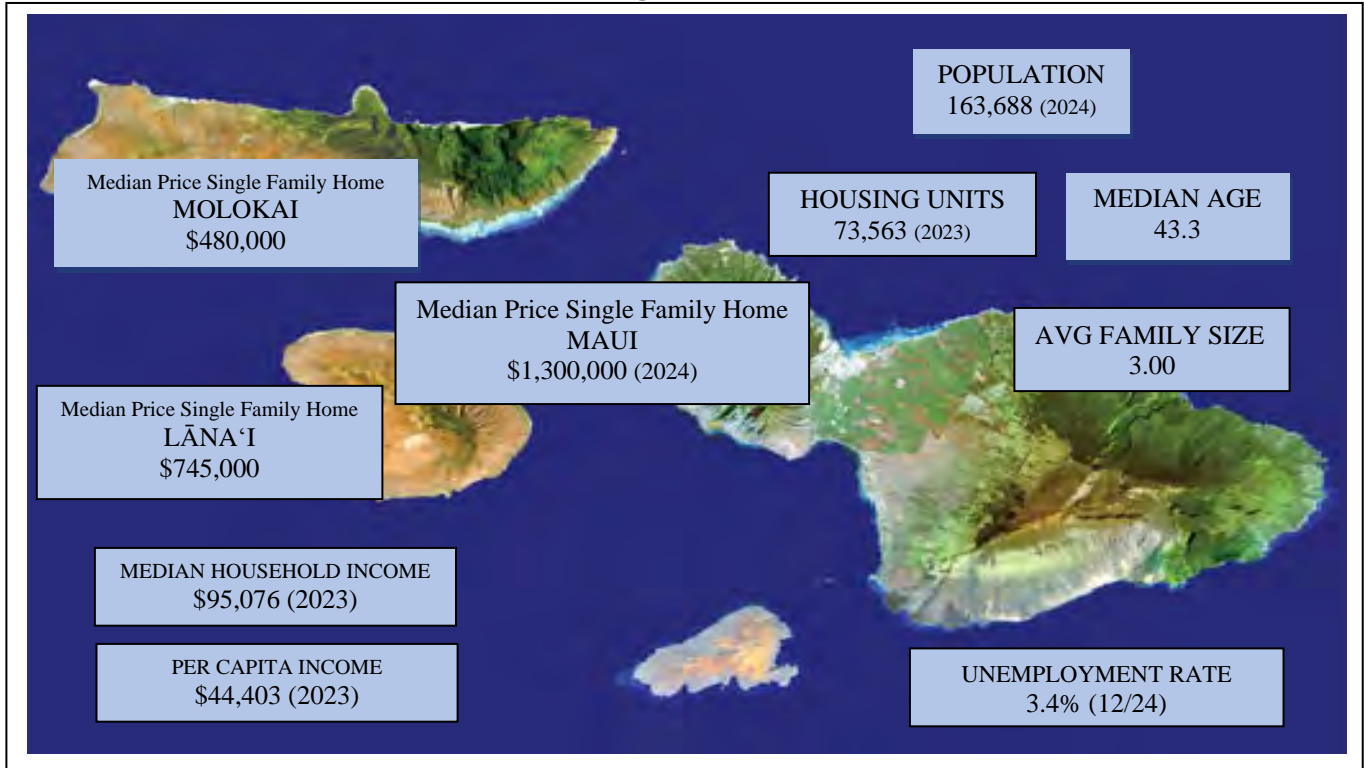 POPULATION
163,688 (2024)
Median Price Single Family Home
MOLOKAI
$480,000
HOUSING UNITS
73,563 (2023)
MEDIAN AGE
43.3
Median Price Single Family Home
MAUI
$1,300,000 (2024)
AVG FAMILY SIZE
3.00
Median Price Single Family Home
LĀNA‘I
$745,000
MEDIAN HOUSEHOLD INCOME
$95,076 (2023)
PER CAPITA INCOME
$44,403 (2023)
UNEMPLOYMENT RATE
3.4% (12/24)